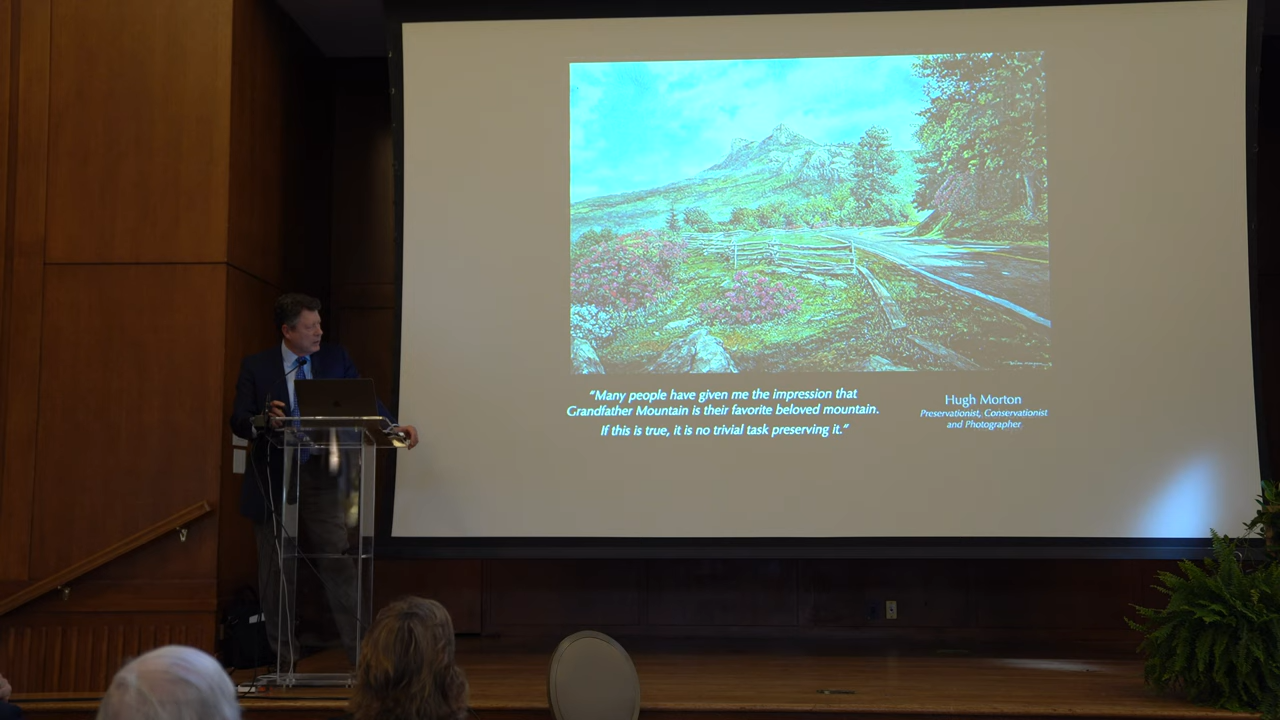 “Many people have given me the impression that
Grandfather Mountain is their favorite beloved mountain.
If this is true, it is no trivial task preserving it.”
Hugh Morton
Preservationist, Conservationist
and Photographer